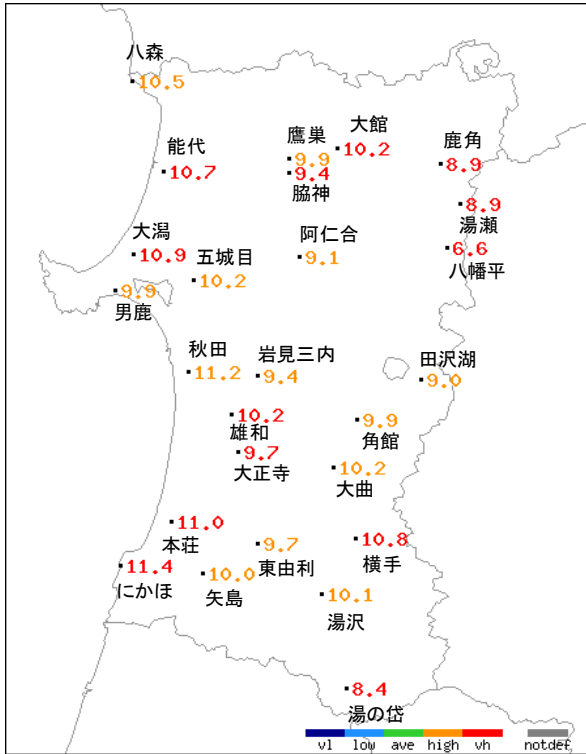 八森
10.5
能代
10.7
鷹巣
9.9
9.4
脇神
大館
10.2
鹿角
8.9
8.9
湯瀬
6.6
八幡平
大潟
10.9
五城目
10.2
阿仁合
9.1
9.9
男鹿
秋田
11.2
岩見三内
9.4
田沢湖
9.0
10.2
雄和
9.7
大正寺
9.9
角館
10.2
大曲
11.0
本荘
9.7
東由利
10.8
横手
11.4
にかほ
10.0
矢島
10.1
湯沢
8.4
湯の岱
vl low ave high vh notdef